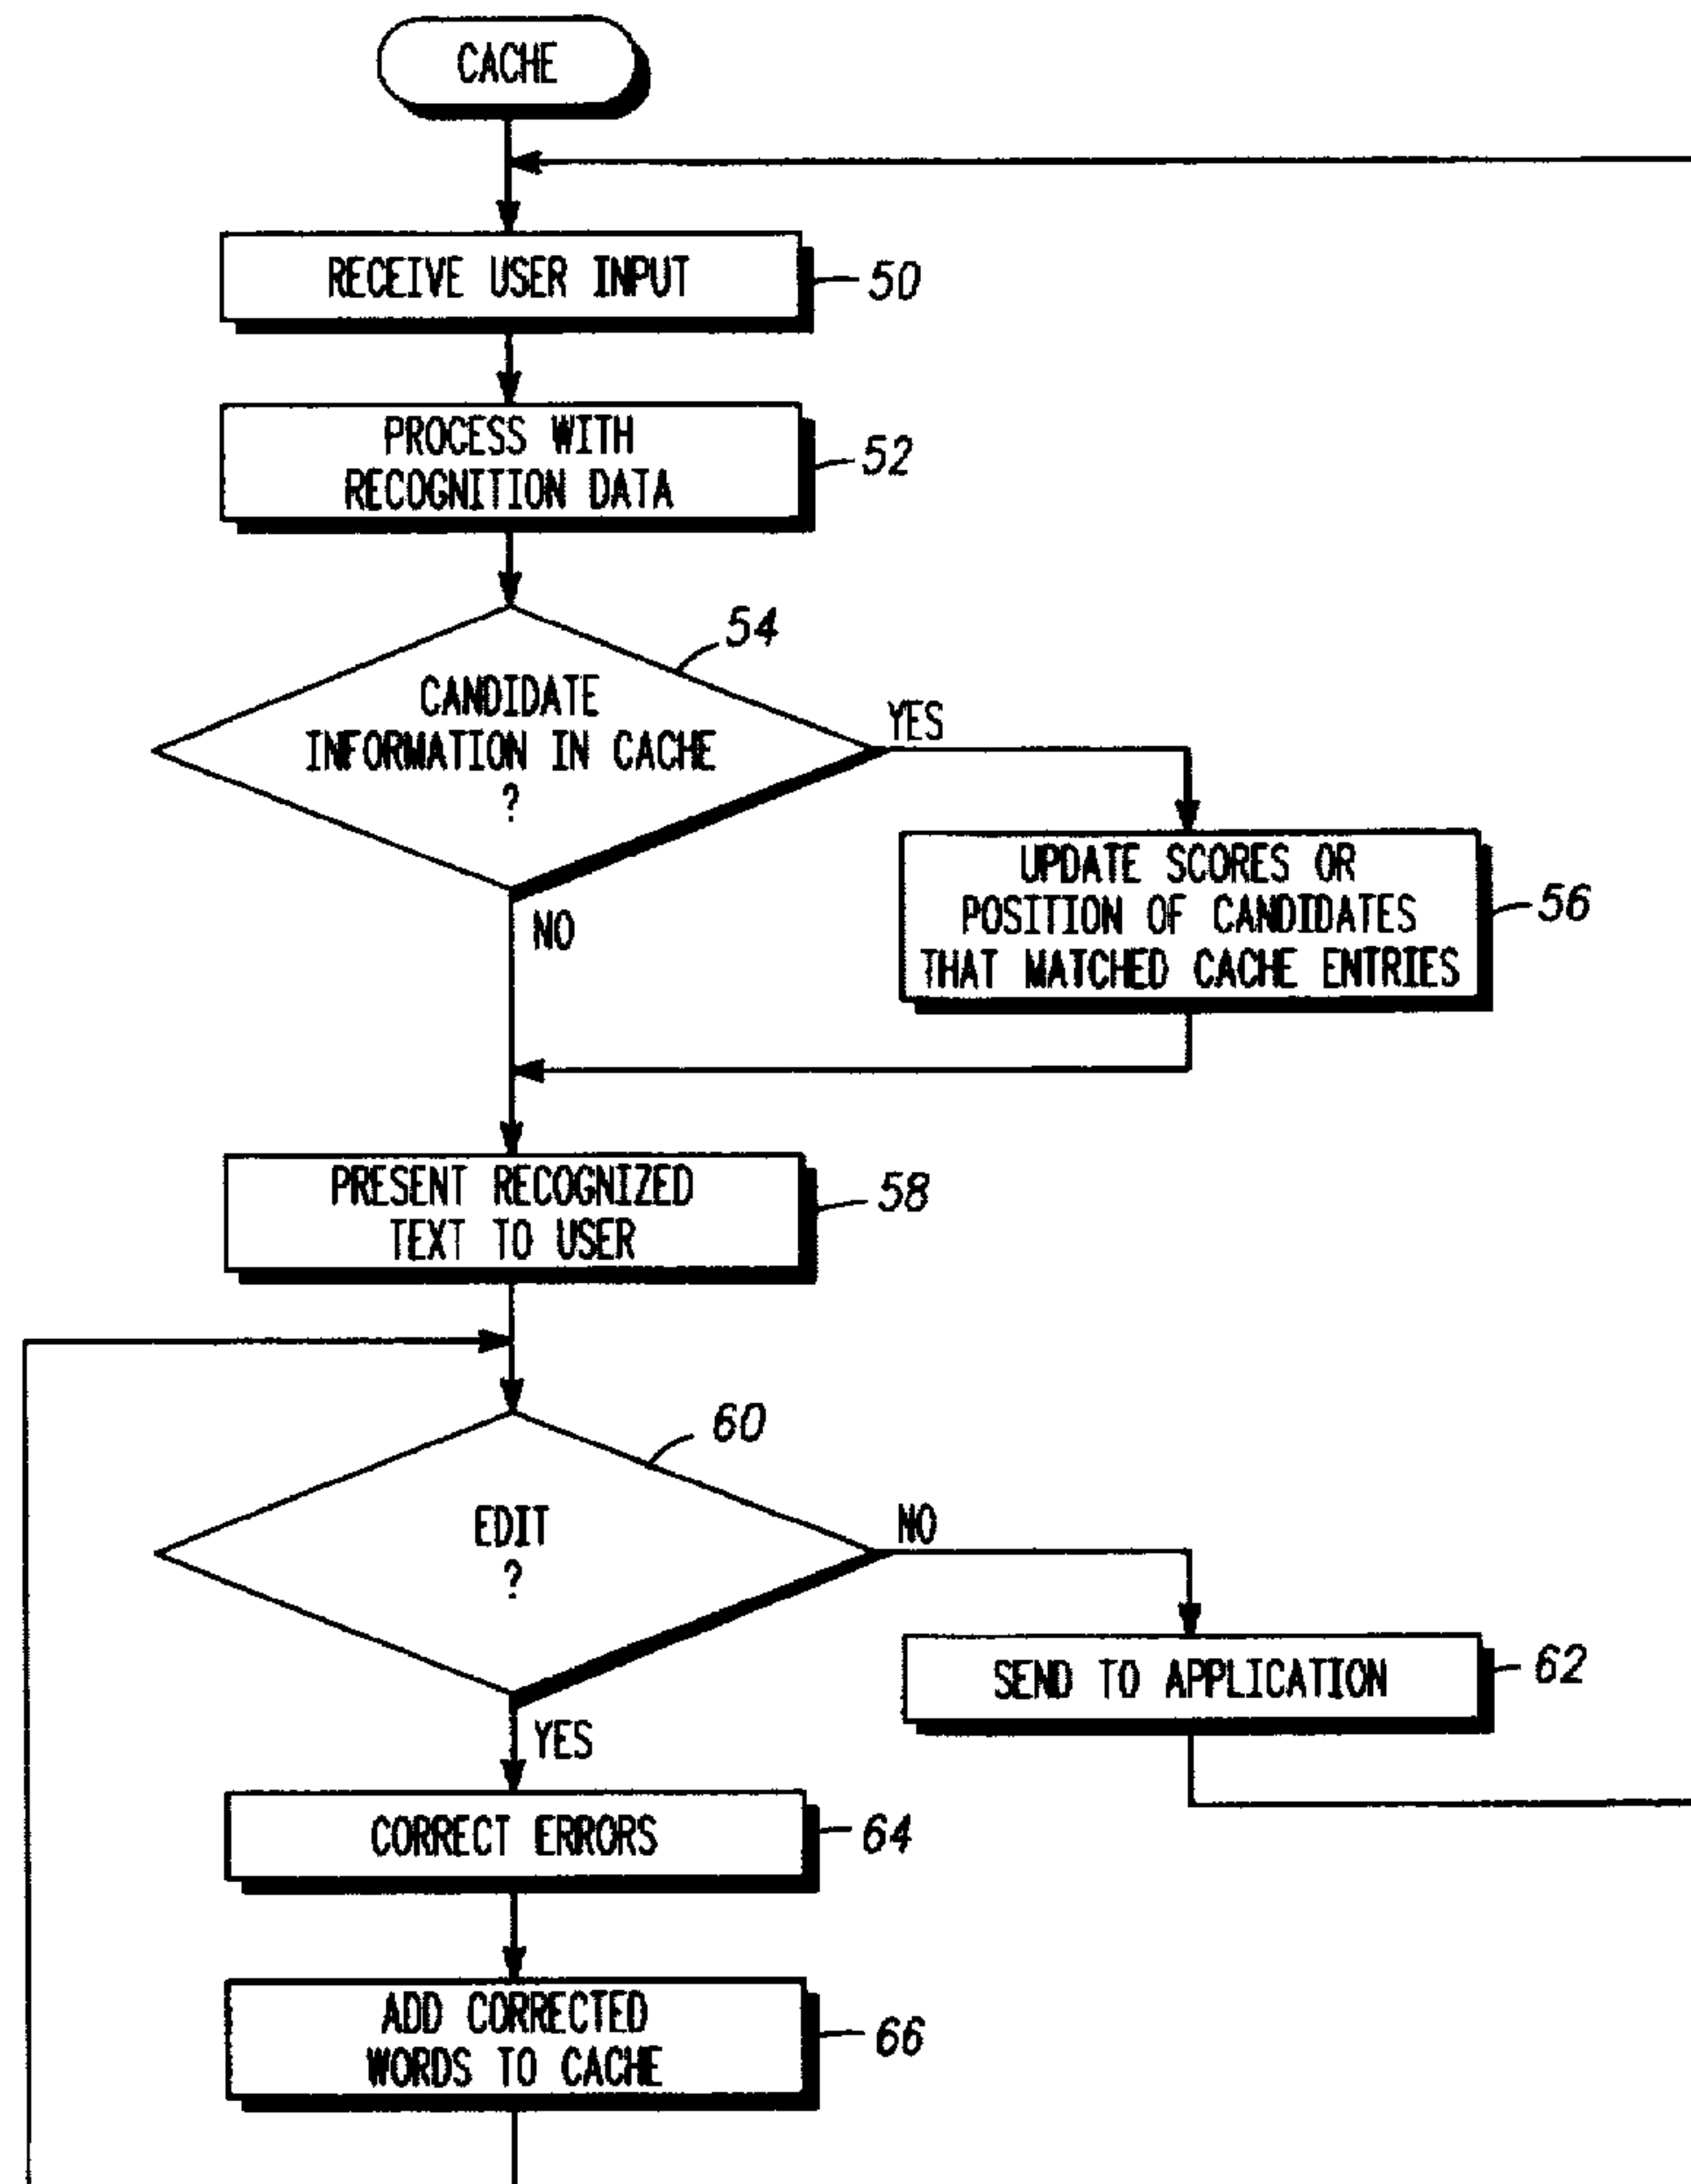 CACHE
RECEIVE USER INPUT
50
PROCESS WITH
RECOGNITION DATA
52
54
CANDIDATE
INFORMATION IN CACHE
?
YES
NO
UPDATE SCORES OR
POSITION OF CANDIDATES
THAT MATCHED CACHE ENTRIES
56
PRESENT RECOGNIZED
TEXT TO USER
58
60
EDIT
?
NO
YES
SEND TO APPLICATION
62
CORRECT ERRORS
64
ADD CORRECTED
WORDS TO CACHE
66